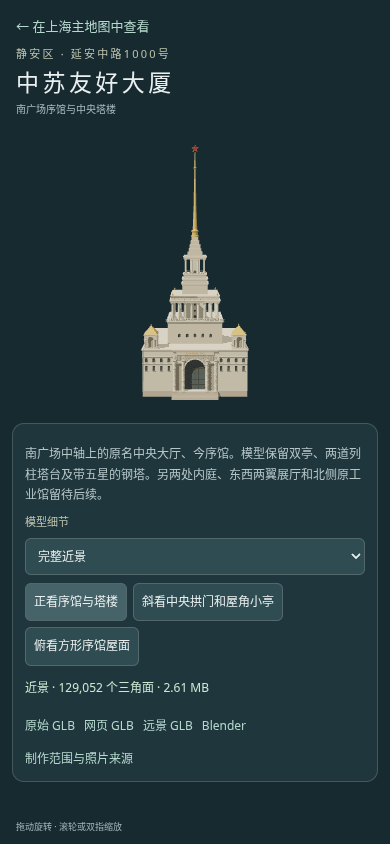 ← 在上海主地图中查看
静安区 · 延安中路1000号
中苏友好大厦
南广场序馆与中央塔楼
南广场中轴上的原名中央大厅、今序馆。模型保留双亭、两道列
柱塔台及带五星的钢塔。另两处内庭、东西两翼展厅和北侧原工
业馆留待后续。
模型细节
完整近景
正看序馆与塔楼 斜看中央拱门和屋角小亭
俯看方形序馆屋面
近景 · 129,052 个三角面 · 2.61 MB
原始 GLB 网页 GLB 远景 GLB Blender
制作范围与照片来源
拖动旋转 · 滚轮或双指缩放